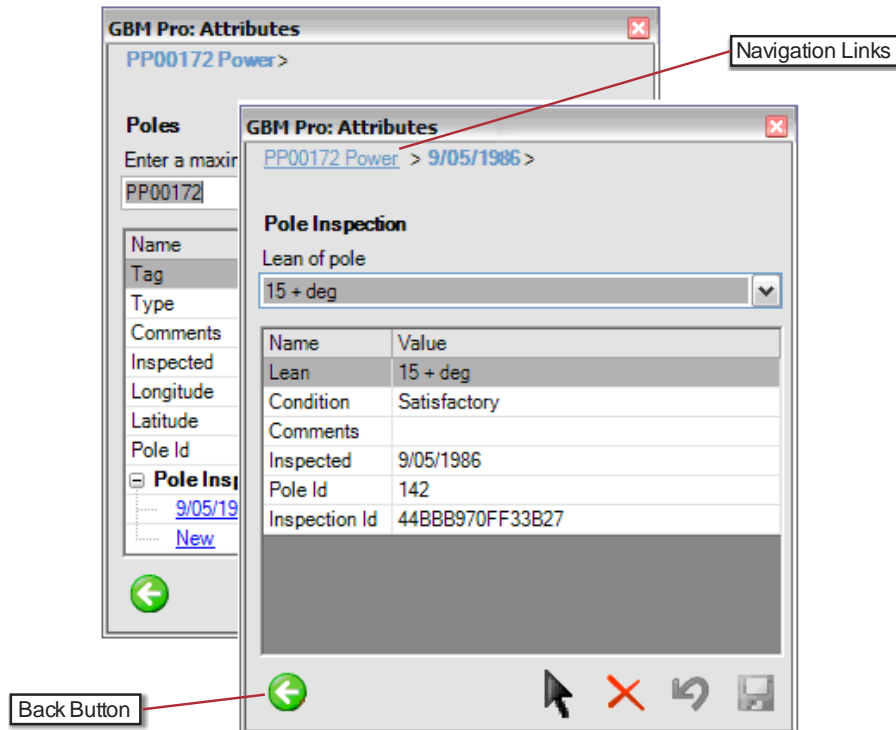 GBM Pro: Attributes
PP00172 Power>
Navigation Links
Poles
Enter a maxir
PP00172
Name
Tag
Type
Comments
Inspected
Longitude
Latitude
Pole Id
Pole Insp
9/05/19
New
GBM Pro: Attributes
PP00172 Power > 9/05/1986>
Pole Inspection
Lean of pole
15 + deg
Name Value
Lean 15 + deg
Condition Satisfactory
Comments
Inspected 9/05/1986
Pole Id 142
Inspection Id 44BBB970FF33B27
Back Button